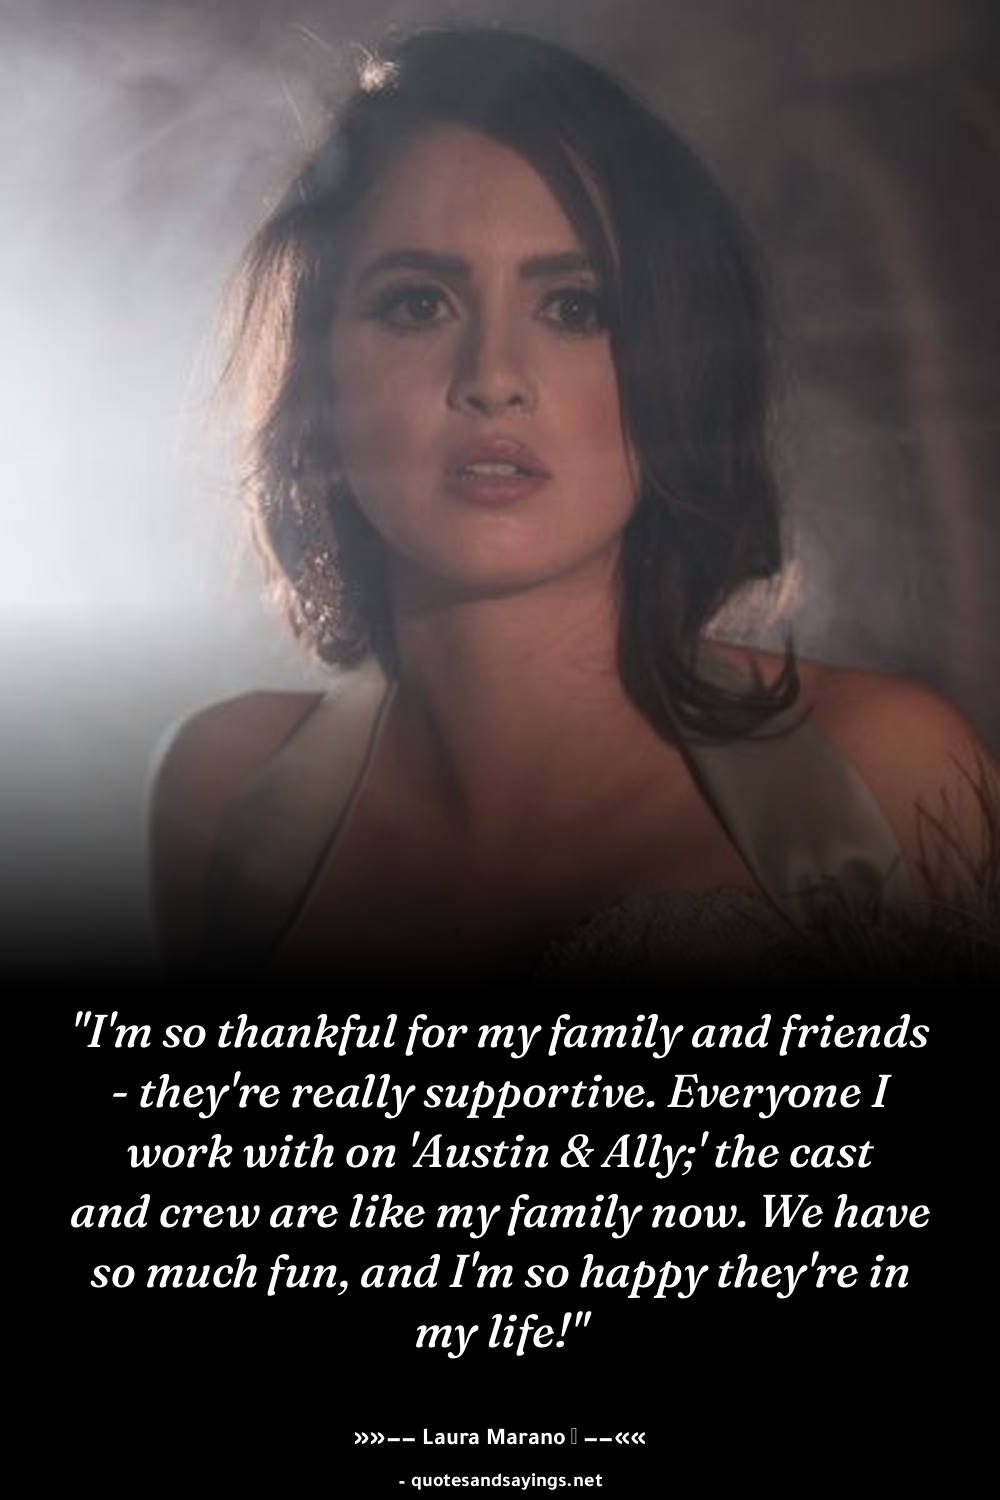 "I'm so thankful for my family and friends
- they're really supportive. Everyone I
work with on 'Austin & Ally;' the cast
and crew are like my family now. We have
so much fun, and I'm so happy they're in
my life!"
»»–– Laura Marano ––««
- quotesandsayings.net